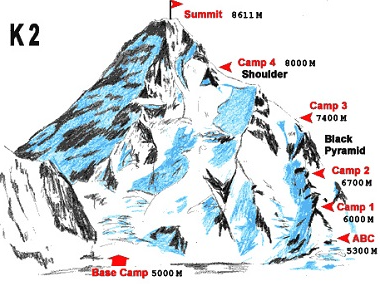 K2
Summit 8611 M
Camp 4 8000 M
Shoulder
Camp 3
7400 M
Black
Pyramid
Camp 2
6700 M
Camp 1
6000 M
ABC
5300 M
Base Camp 5000 M